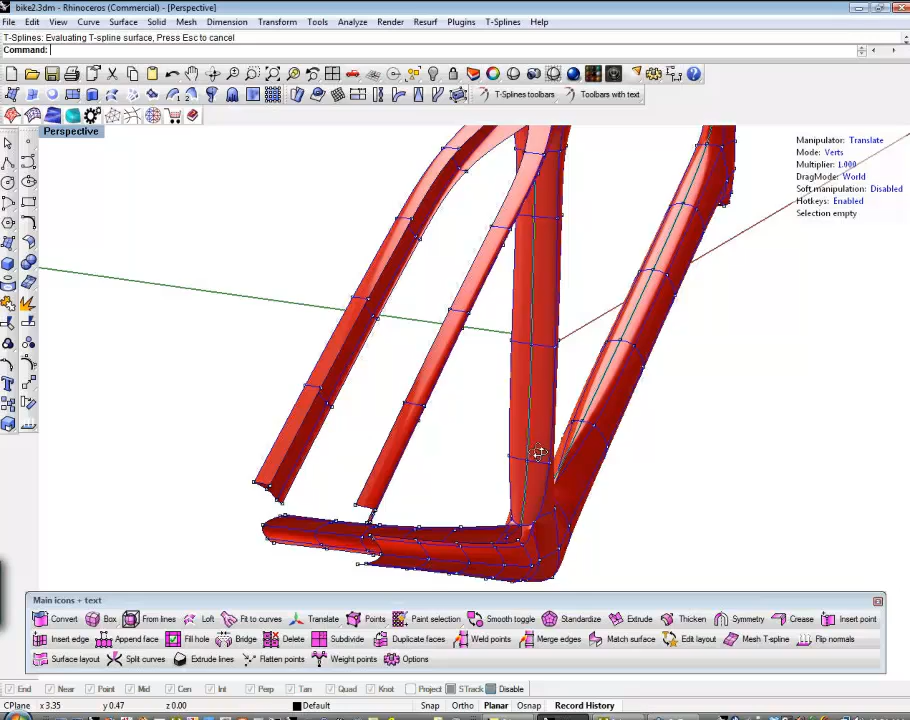 bike2.3dm - Rhinoceros (Commercial) - [Perspective]
File Edit View Curve Surface Solid Mesh Dimension Transform Tools Analyze Render Resurf Plugins T-Splines Help
T-Splines: Evaluating T-spline surface, Press Esc to cancel
Command:
T-Splines toolbars Toolbars with text
Perspective
Manipulator: Translate
Mode: Verts
Multiplier: 1.000
DragMode: World
Soft manipulation: Disabled
Hotkeys: Enabled
Selection empty
Main icons + text
Convert Box From lines Loft Fit to curves Translate Points Paint selection Smooth toggle Standardize Extrude Thicken Symmetry Crease Insert point
Insert edge Append face Fill hole Bridge Delete Subdivide Duplicate faces Weld points Merge edges Match surface Edit layout Mesh T-spline Flip normals
Surface layout Split curves Extrude lines Flatten points Weight points Options
End Near Point Mid Cen Int Perp Tan Quad Knot Project STrack Disable
CPlane x 3.35 y 0.47 z 0.00 Default Snap Ortho Planar Osnap Record History